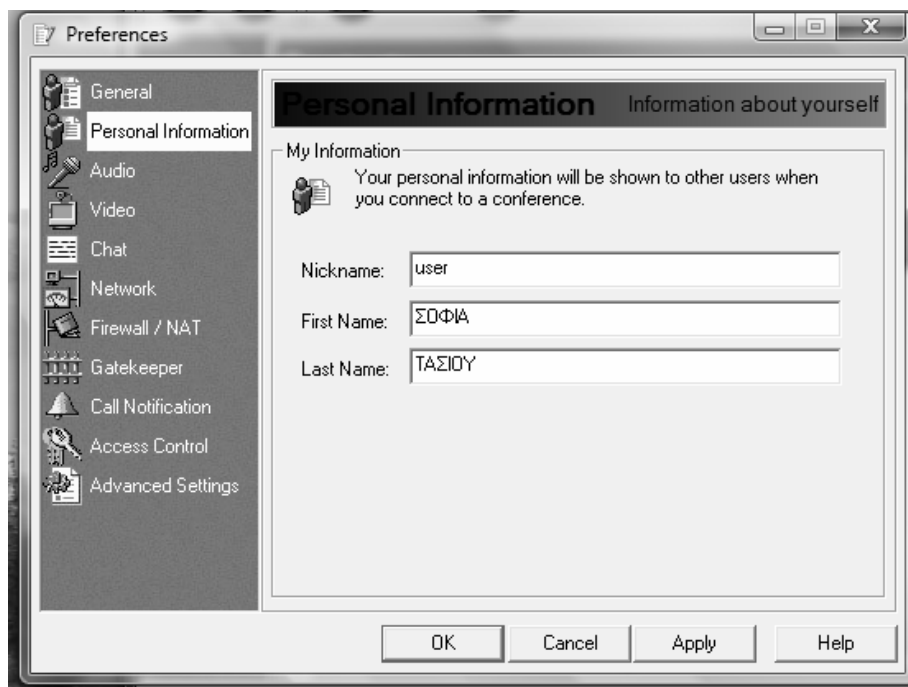 Preferences
General
Personal Information
Audio
Video
Chat
Network
Firewall / NAT
Gatekeeper
Call Notification
Access Control
Advanced Settings
Personal Information Information about yourself
My Information
Your personal information will be shown to other users when
you connect to a conference.
Nickname: user
First Name: ΣΟΦΙΑ
Last Name: ΤΑΣΙΟΥ
OK Cancel Apply Help